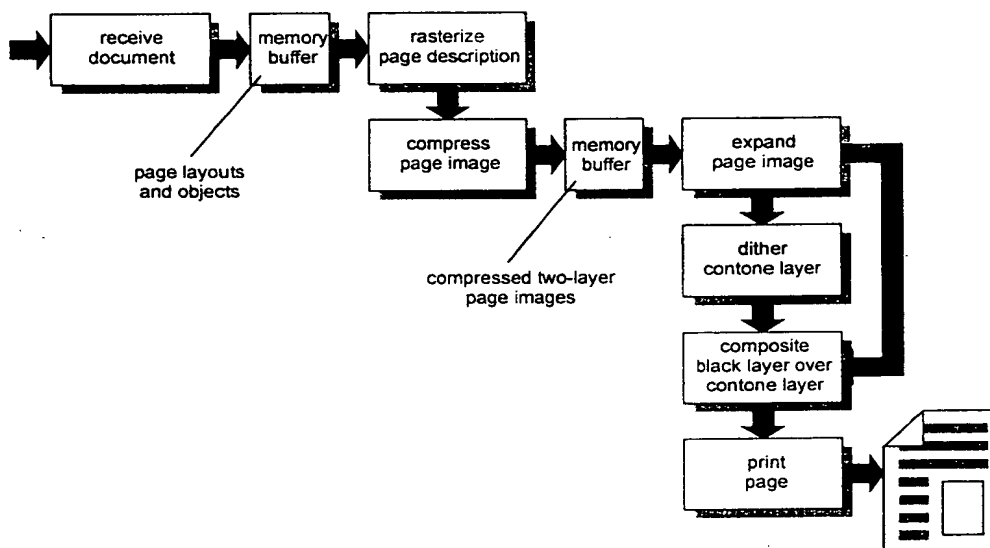 receive
document
memory
buffer
rasterize
page description
page layouts
and objects
compress
page image
memory
buffer
expand
page image
compressed two-layer
page images
dither
contone layer
composite
black layer over
contone layer
print
page